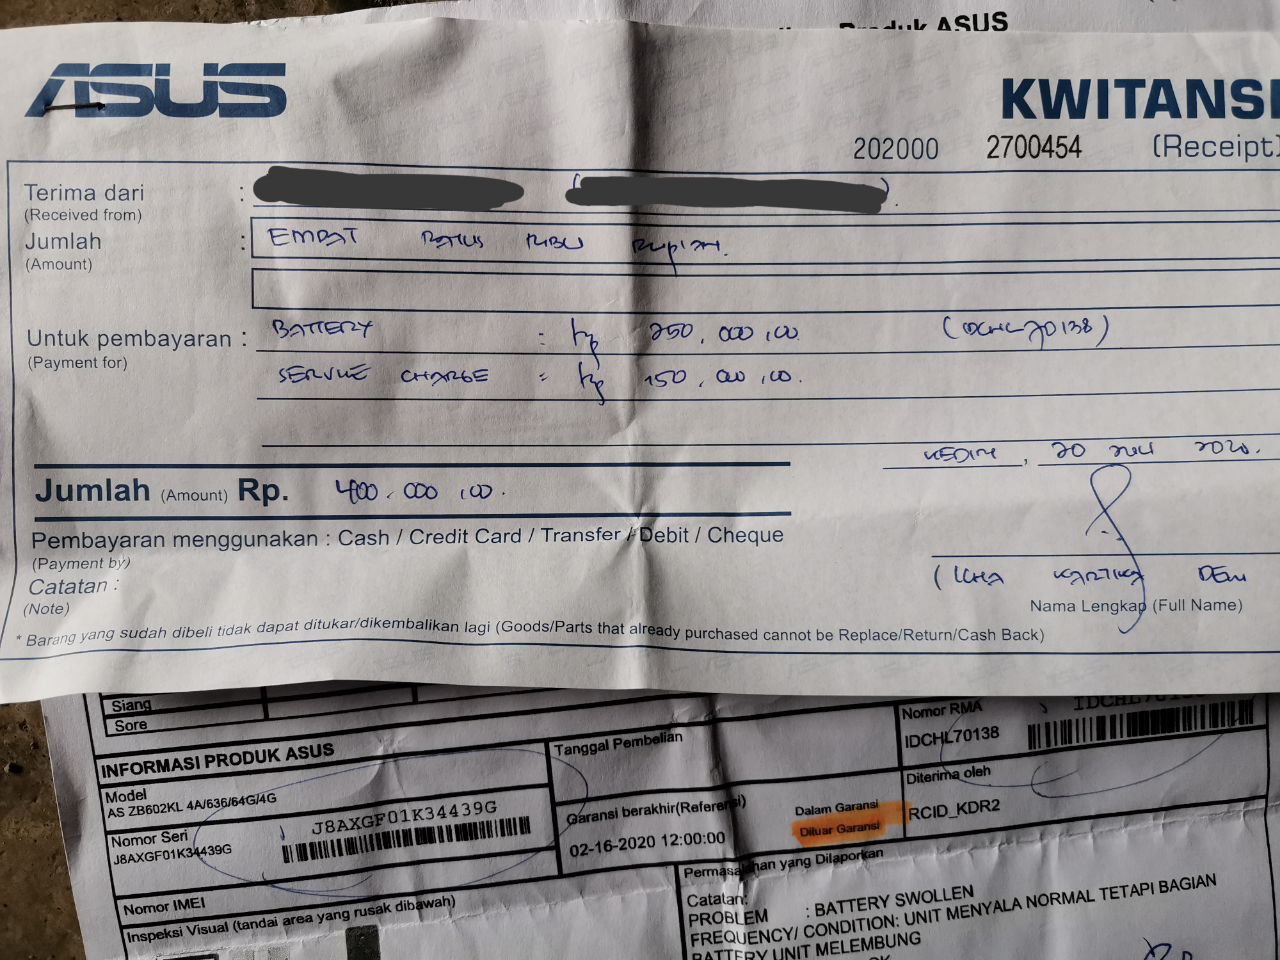 Produk ASUS
ASUS
KWITANSI
202000 2700454 (Receipt)
Terima dari :
(Received from)
Jumlah : EMPAT RATUS RIBU RUPIAH.
(Amount)
Untuk pembayaran : BATTERY : Rp 250.000,00. (IDCHL70138)
(Payment for)
SERVICE CHARGE = Rp 150.000,00.
KEDIRI, 20 JULI 2020.
Jumlah (Amount) Rp. 400.000,00.
Pembayaran menggunakan : Cash / Credit Card / Transfer / Debit / Cheque
(Payment by)
Catatan :
(Note)
(ICHA KARTIKA DEWI
Nama Lengkap (Full Name)
* Barang yang sudah dibeli tidak dapat ditukar/dikembalikan lagi (Goods/Parts that already purchased cannot be Replace/Return/Cash Back)
Siang
Sore
INFORMASI PRODUK ASUS
Model
AS ZB602KL 4A/636/64G/4G
Nomor Seri
J8AXGF01K34439G
J8AXGF01K34439G
Nomor IMEI
Inspeksi Visual (tandai area yang rusak dibawah)
Tanggal Pembelian
Garansi berakhir(Referensi)
02-16-2020 12:00:00
Dalam Garansi
Diluar Garansi
Nomor RMA
IDCHL70138
IDCHL70138
Diterima oleh
RCID_KDR2
Permasalahan yang Dilaporkan
Catatan:
PROBLEM : BATTERY SWOLLEN
FREQUENCY/ CONDITION: UNIT MENYALA NORMAL TETAPI BAGIAN
BATTERY UNIT MELEMBUNG
OK